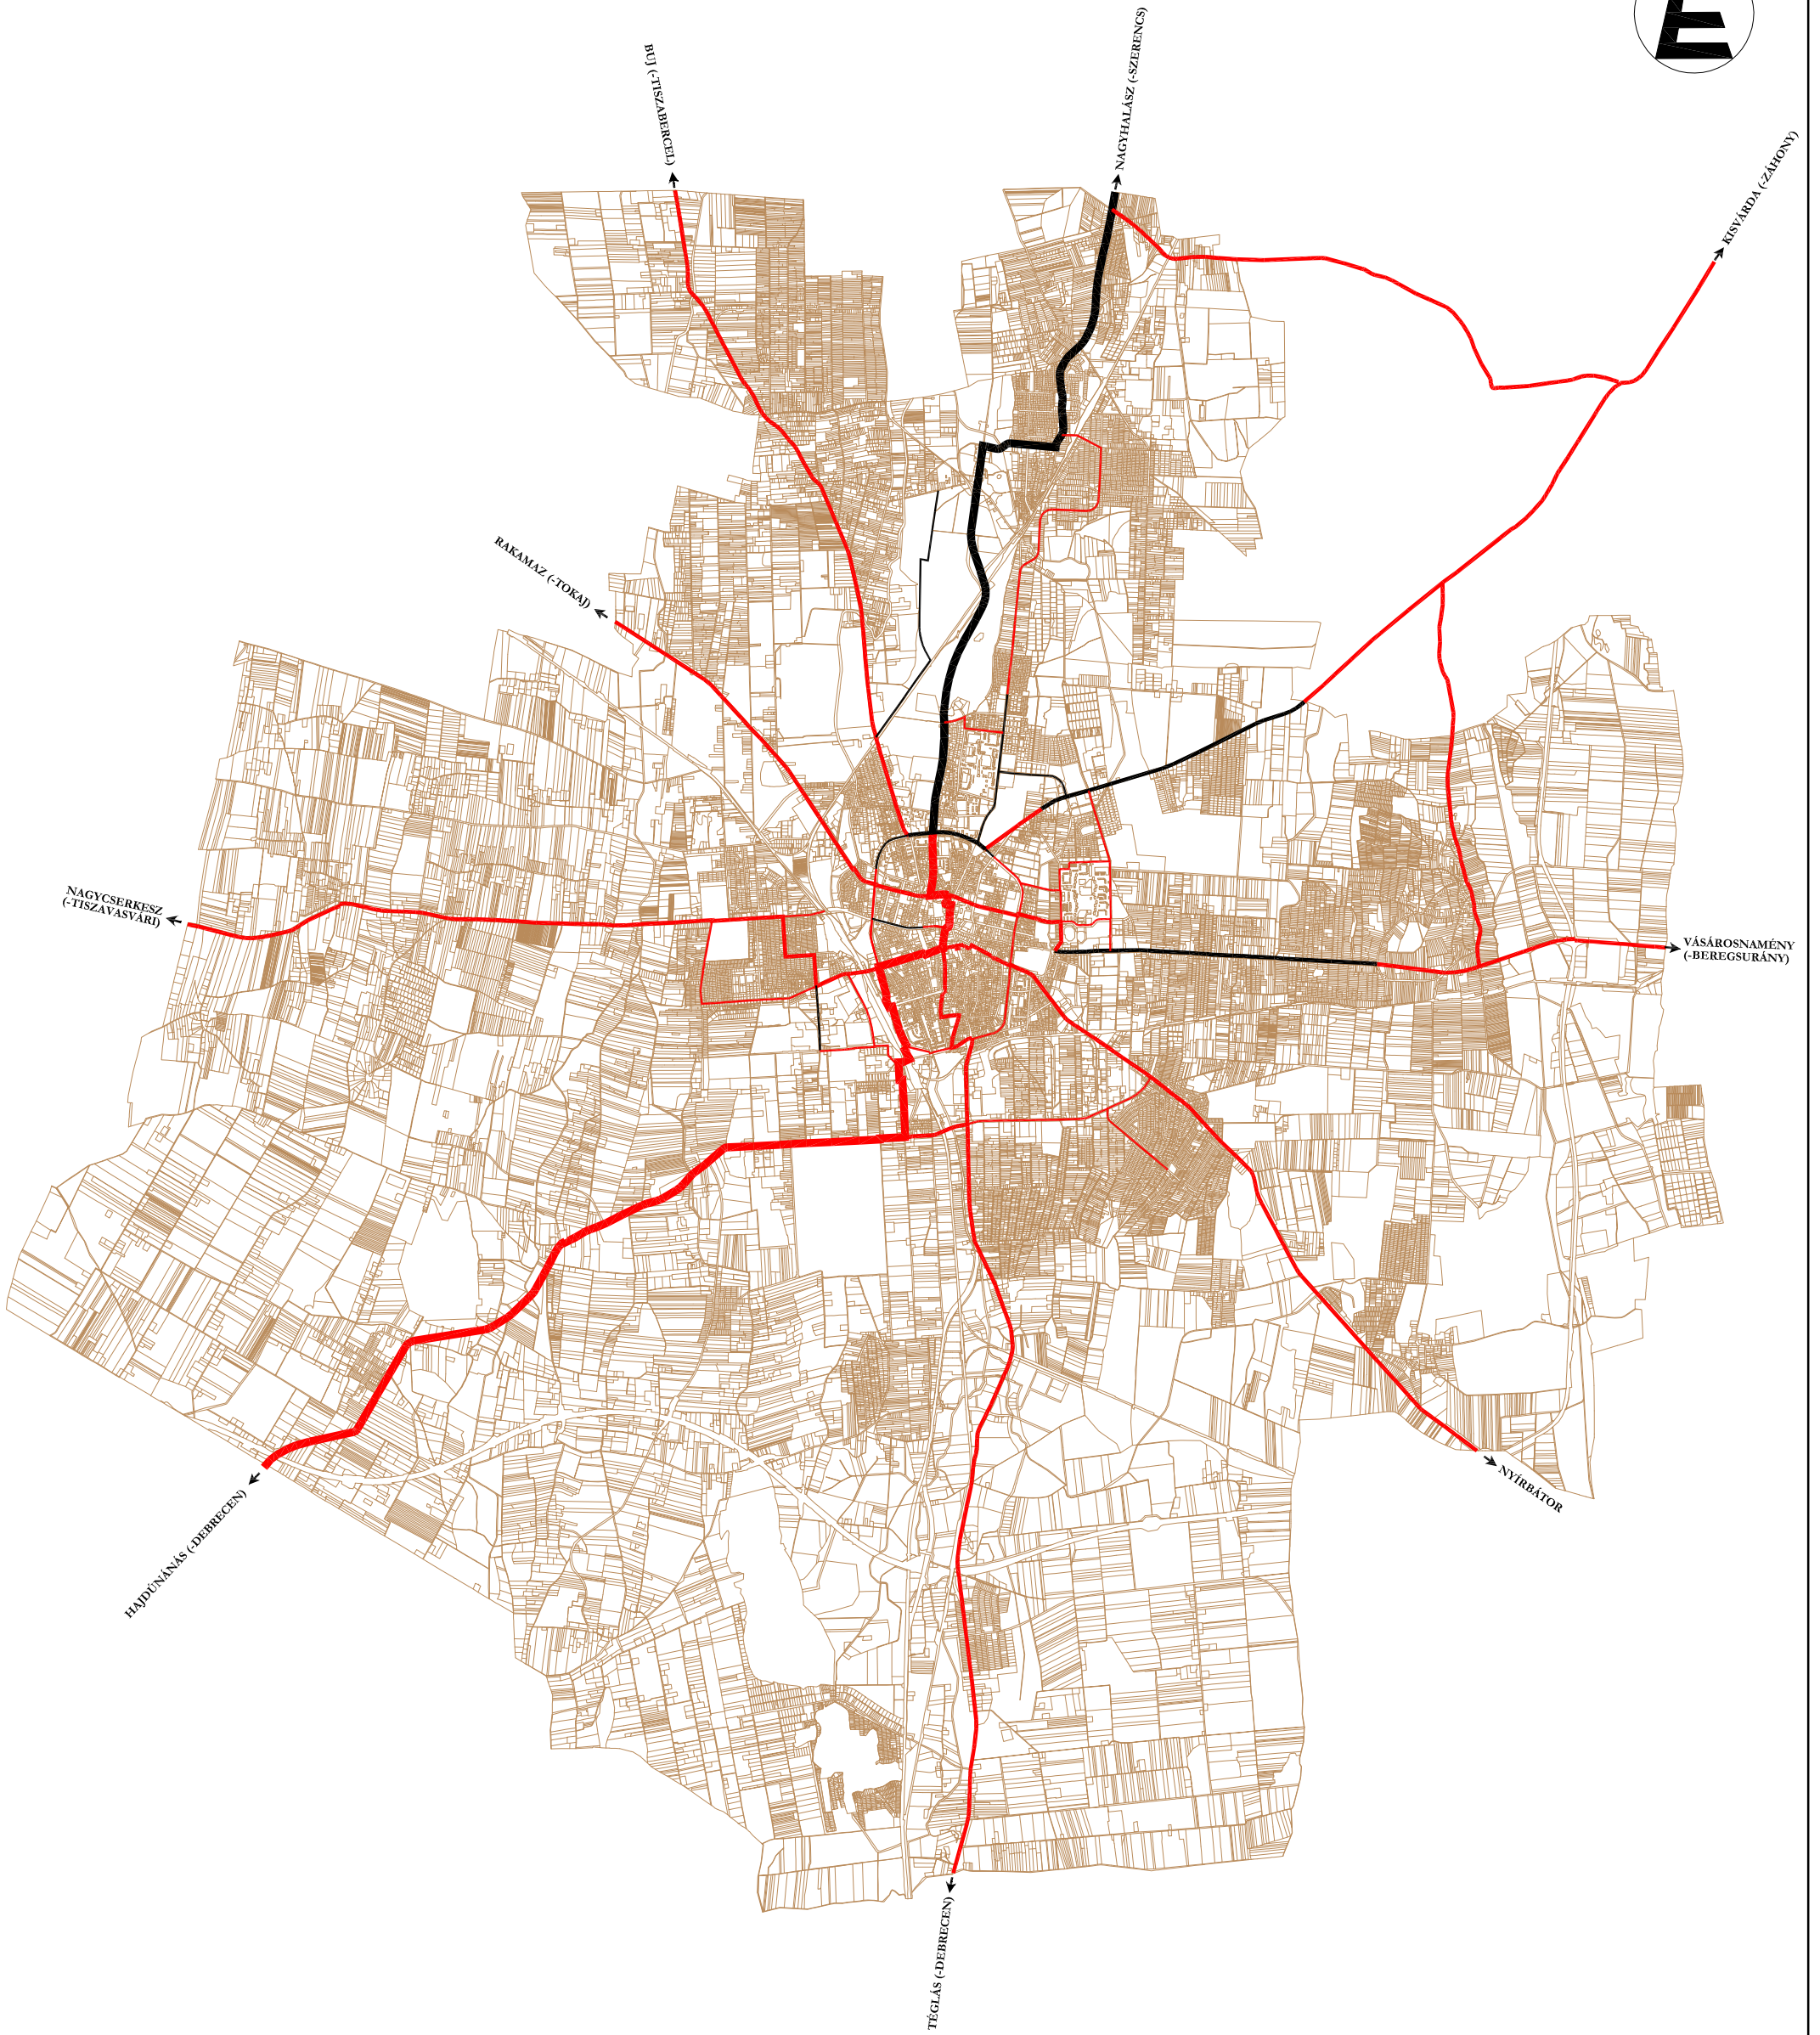 É
BUJ (-TISZABERCEL)
NAGYHALÁSZ (-SZERENCS)
KISVÁRDA (-ZÁHONY)
RAKAMAZ (-TOKAJ)
NAGYCSERKESZ
(-TISZAVASVÁRI)
VÁSÁROSNAMÉNY
(-BEREGSURÁNY)
HAJDÚNÁNÁS (-DEBRECEN)
NYÍRBÁTOR
TÉGLÁS (-DEBRECEN)